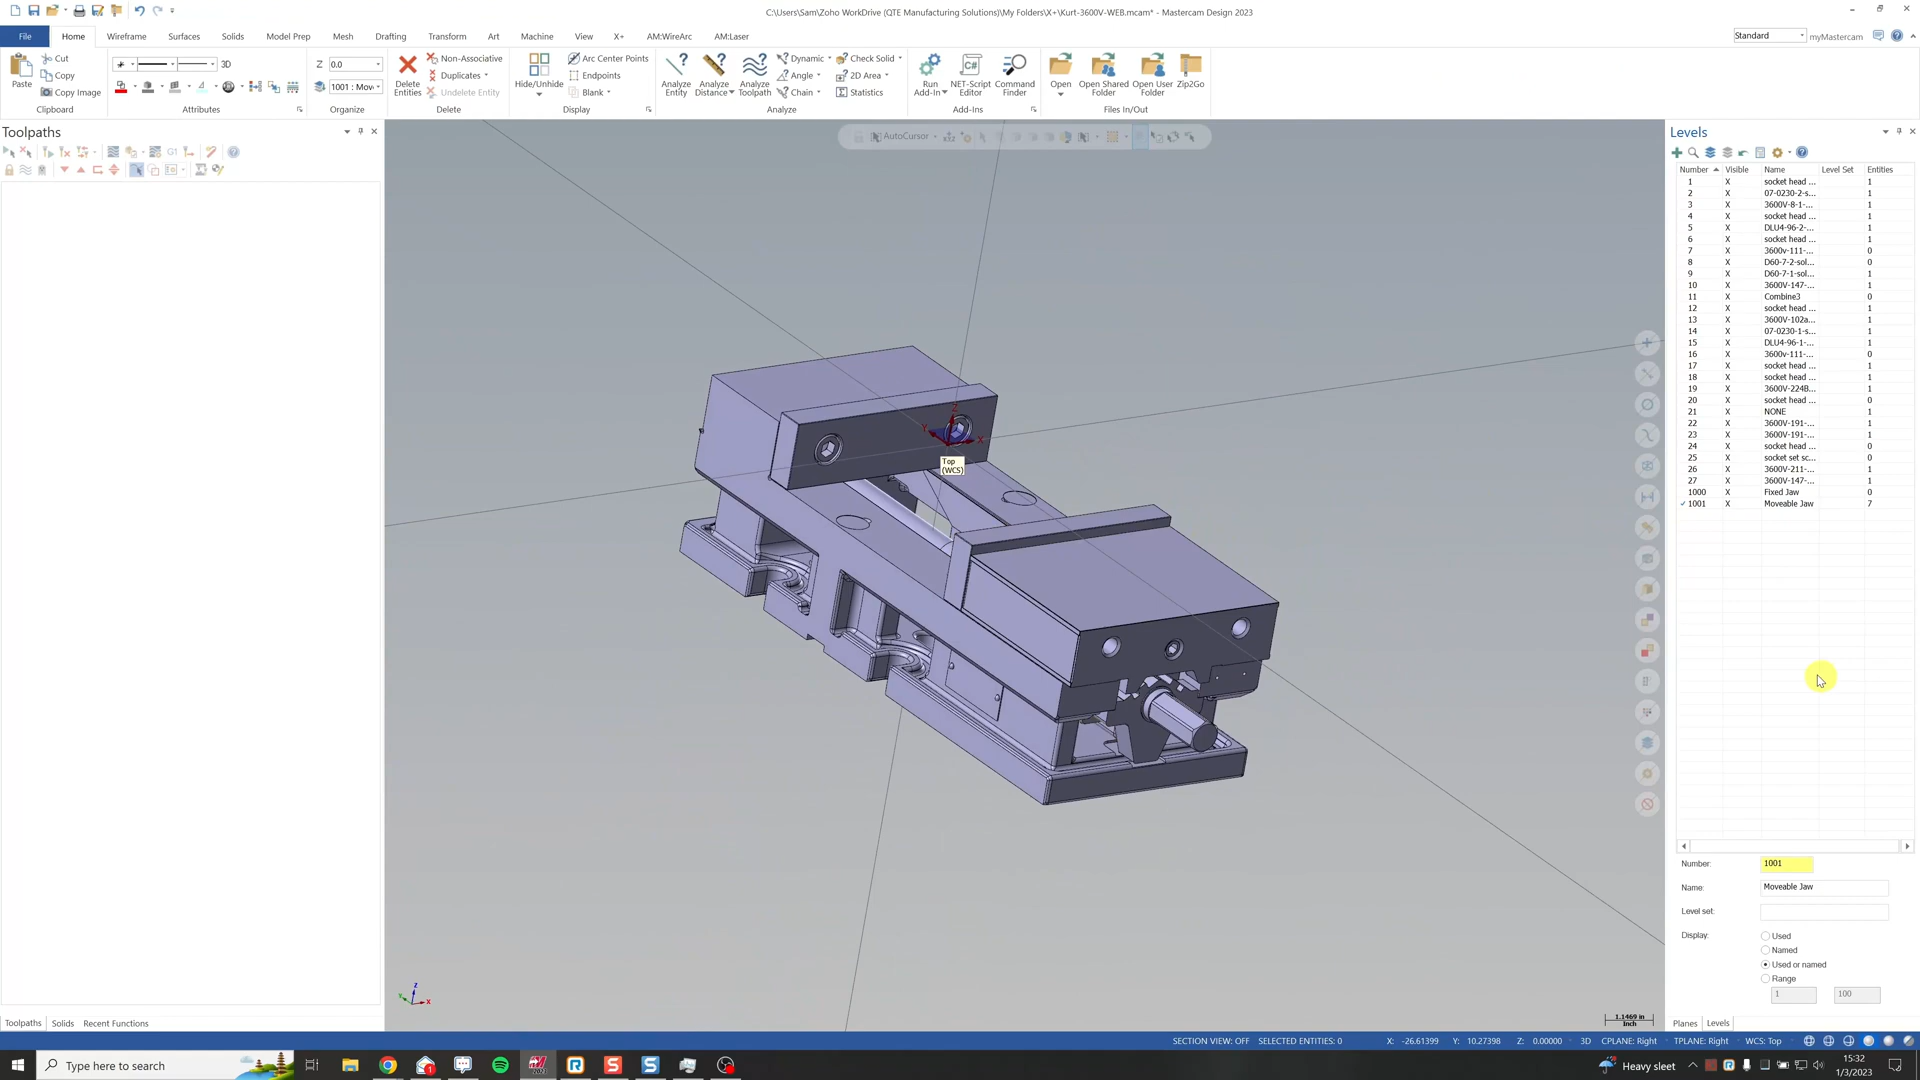 C:\Users\Sam\Zoho WorkDrive (QTE Manufacturing Solutions)\My Folders\X+\Kurt-3600V-WEB.mcam* - Mastercam Design 2023
File Home Wireframe Surfaces Solids Model Prep Mesh Drafting Transform Art Machine View X+ AM:WireArc AM:Laser
Standard myMastercam
Paste Cut Copy Copy Image Clipboard
3D Attributes
Z 0.0 1001 : Mov Organize
Delete Entities Non-Associative Duplicates Undelete Entity Delete
Hide/Unhide Arc Center Points Endpoints Blank Display
Analyze Entity Analyze Distance Analyze Toolpath Dynamic Angle Chain Check Solid 2D Area Statistics Analyze
Run Add-In NET-Script Editor Command Finder Add-Ins
Open Open Shared Folder Open User Folder Zip2Go Files In/Out
Toolpaths
G1
AutoCursor
Z
Y
X
Top
(WCS)
Z
Y
X
1.1469 in
Inch
Levels
Number Visible Name Level Set Entities
1 X socket head ... 1
2 X 07-0230-2-s... 1
3 X 3600V-8-1-... 1
4 X socket head ... 1
5 X DLU4-96-2-... 1
6 X socket head ... 1
7 X 3600v-111-... 0
8 X D60-7-2-sol... 0
9 X D60-7-1-sol... 1
10 X 3600V-147-... 1
11 X Combine3 0
12 X socket head ... 1
13 X 3600V-102a... 1
14 X 07-0230-1-s... 1
15 X DLU4-96-1-... 1
16 X 3600v-111-... 0
17 X socket head ... 1
18 X socket head ... 1
19 X 3600V-224B... 1
20 X socket head ... 0
21 X NONE 1
22 X 3600V-191-... 1
23 X 3600V-191-... 1
24 X socket head ... 0
25 X socket set sc... 0
26 X 3600V-211-... 1
27 X 3600V-147-... 1
1000 X Fixed Jaw 0
1001 X Moveable Jaw 7
Number: 1001
Name: Moveable Jaw
Level set:
Display: Used
Named
Used or named
Range
1 100
Toolpaths Solids Recent Functions
Planes Levels
SECTION VIEW: OFF SELECTED ENTITIES: 0 X: -26.61399 Y: 10.27398 Z: 0.00000 3D CPLANE: Right TPLANE: Right WCS: Top
Type here to search
Heavy sleet
15:32
1/3/2023